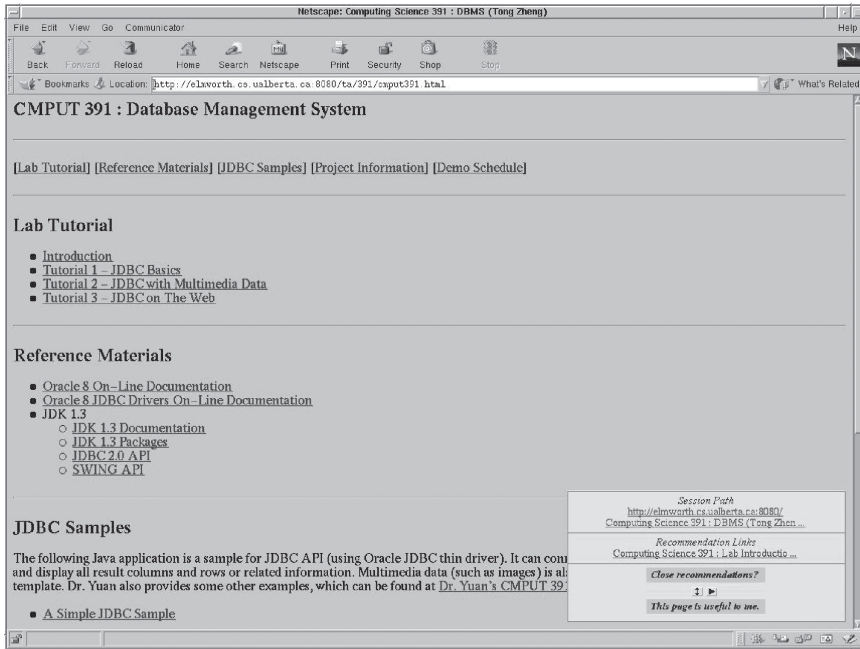 Netscape: Computing Science 391 : DBMS (Tong Zheng)
File Edit View Go Communicator Help
Back Forward Reload Home Search Netscape Print Security Shop Stop
N
Bookmarks Location: http://elmworth.cs.ualberta.ca:8080/ta/391/cmput391.html What's Related
CMPUT 391 : Database Management System
[Lab Tutorial] [Reference Materials] [JDBC Samples] [Project Information] [Demo Schedule]
Lab Tutorial
Introduction
Tutorial 1 – JDBC Basics
Tutorial 2 – JDBC with Multimedia Data
Tutorial 3 – JDBC on The Web
Reference Materials
Oracle 8 On–Line Documentation
Oracle 8 JDBC Drivers On–Line Documentation
JDK 1.3
JDK 1.3 Documentation
JDK 1.3 Packages
JDBC 2.0 API
SWING API
JDBC Samples
The following Java application is a sample for JDBC API (using Oracle JDBC thin driver). It can con
and display all result columns and rows or related information. Multimedia data (such as images) is al
template. Dr. Yuan also provides some other examples, which can be found at Dr. Yuan's CMPUT 391
A Simple JDBC Sample
Session Path
http://elmworth.cs.ualberta.ca:8080/
Computing Science 391 : DBMS (Tong Zhen ...
Recommendation Links
Computing Science 391 : Lab Introductio ...
Close recommendations?
This page is useful to me.